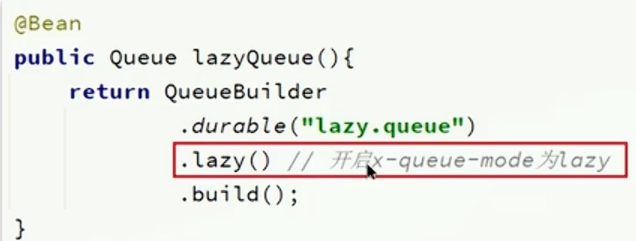 @Bean
public Queue lazyQueue(){
return QueueBuilder
.durable("lazy.queue")
.lazy() // 开启x-queue-mode为lazy
.build();
}